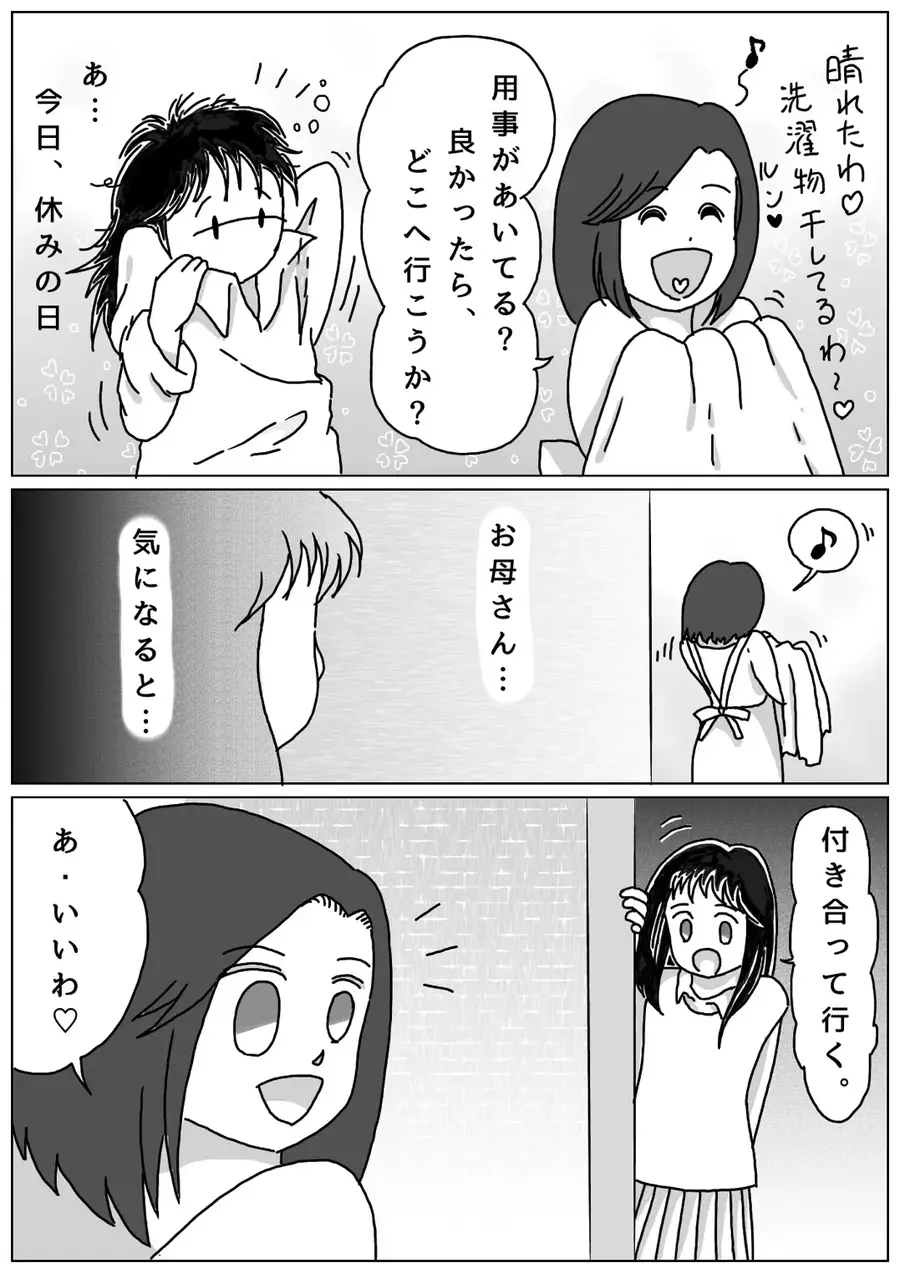 晴れたわ♡
洗濯物干してるわ~♡
ルン♥
用事があいてる?
良かったら、
どこへ行こうか?
あ…
今日、休みの日
お母さん…
気になると…
付き合って行く。
あ・いいわ♡